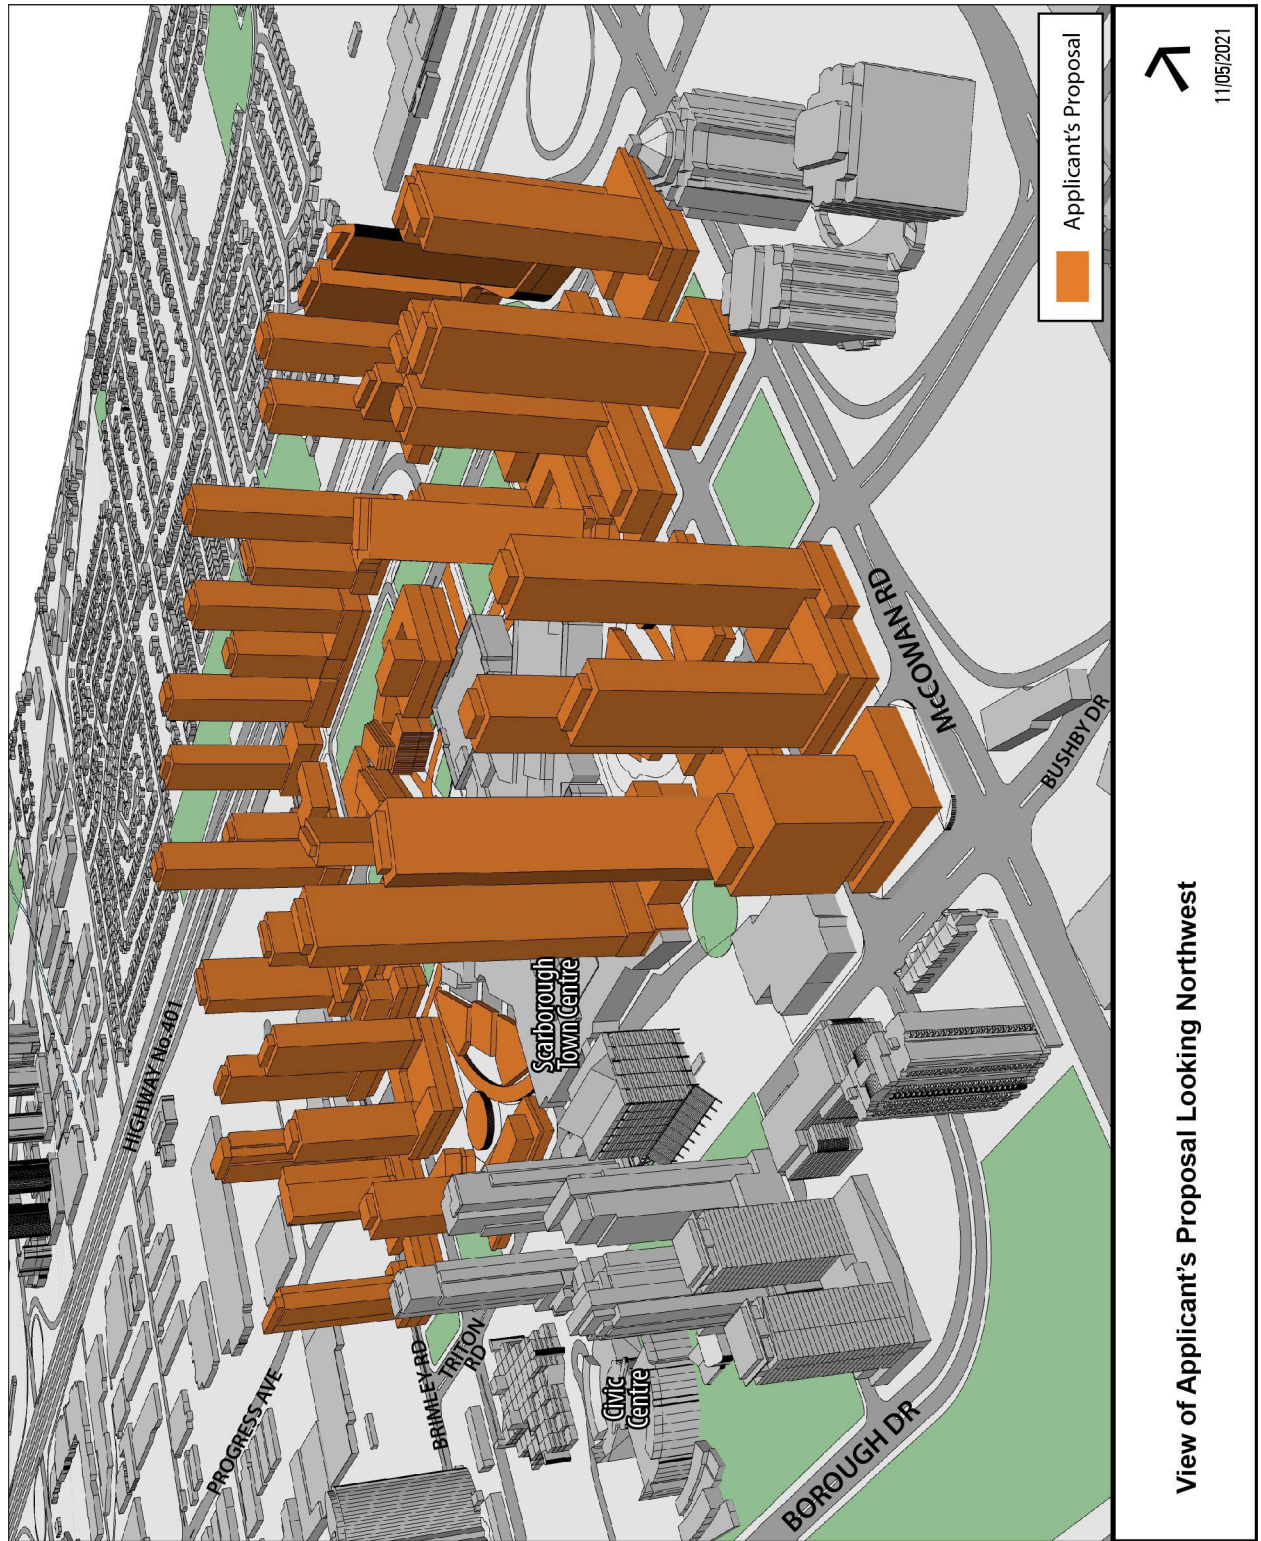 HIGHWAY No.401
PROGRESS AVE
BRIMLEY RD
TRITON
RD
Scarborough
Town Centre
Civic
Centre
BOROUGH DR
McCOWAN RD
BUSHBY DR
Applicant's Proposal
View of Applicant's Proposal Looking Northwest
11/05/2021